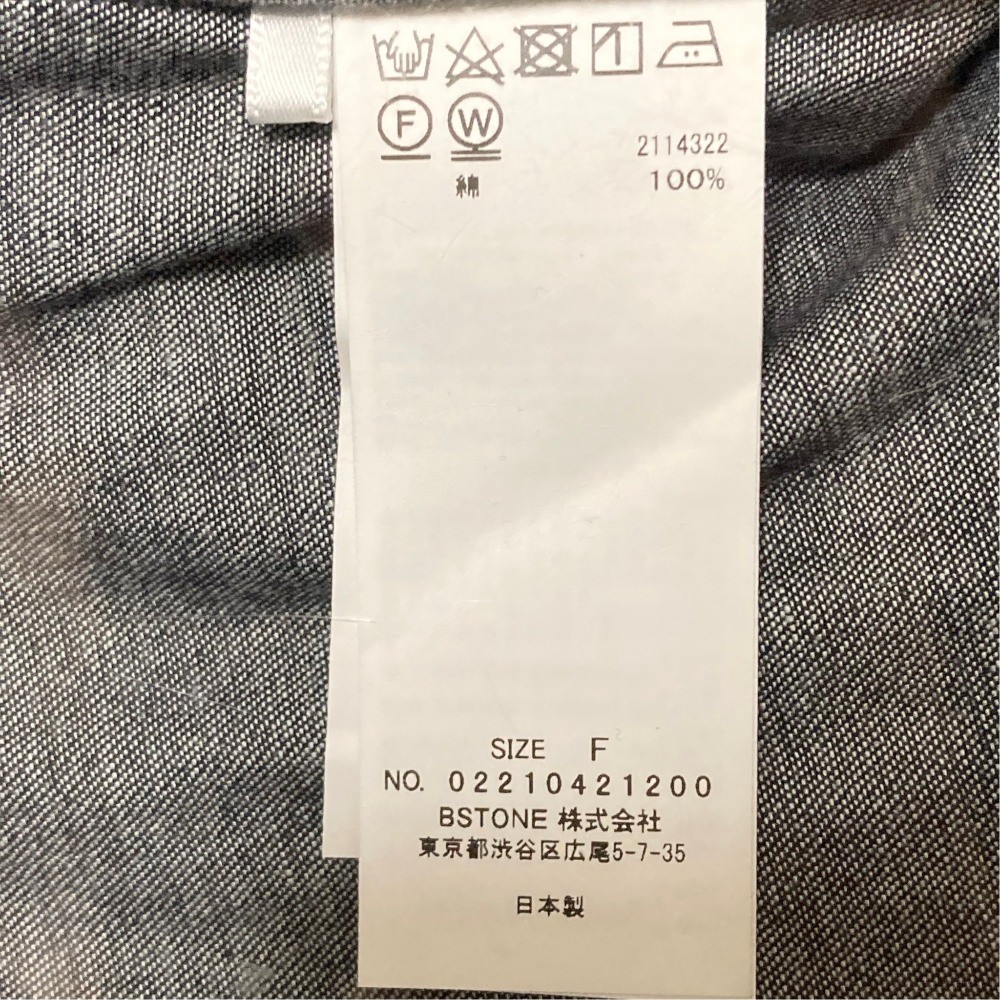 F W
2114322
綿 100%
SIZE F
NO. 02210421200
BSTONE 株式会社
東京都渋谷区広尾5-7-35
日本製